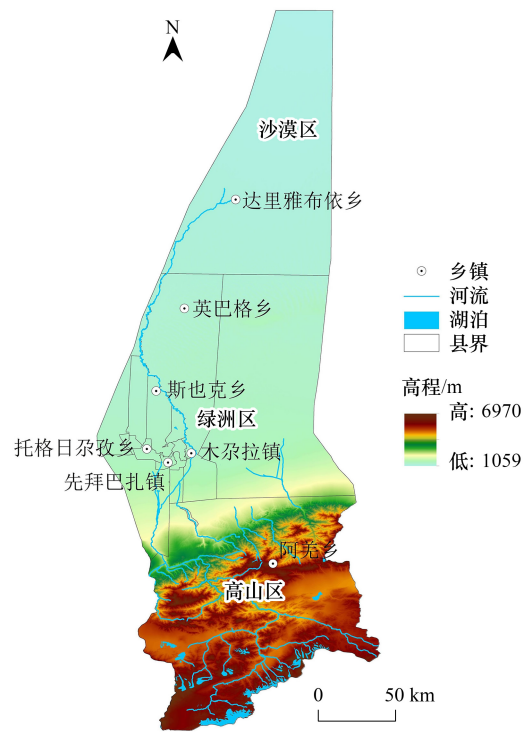 N
沙漠区
达里雅布依乡
英巴格乡
斯也克乡
绿洲区
托格日尕孜乡
木尕拉镇
先拜巴扎镇
阿羌乡
高山区
乡镇
河流
湖泊
县界
高程/m
高: 6970
低: 1059
0 50 km